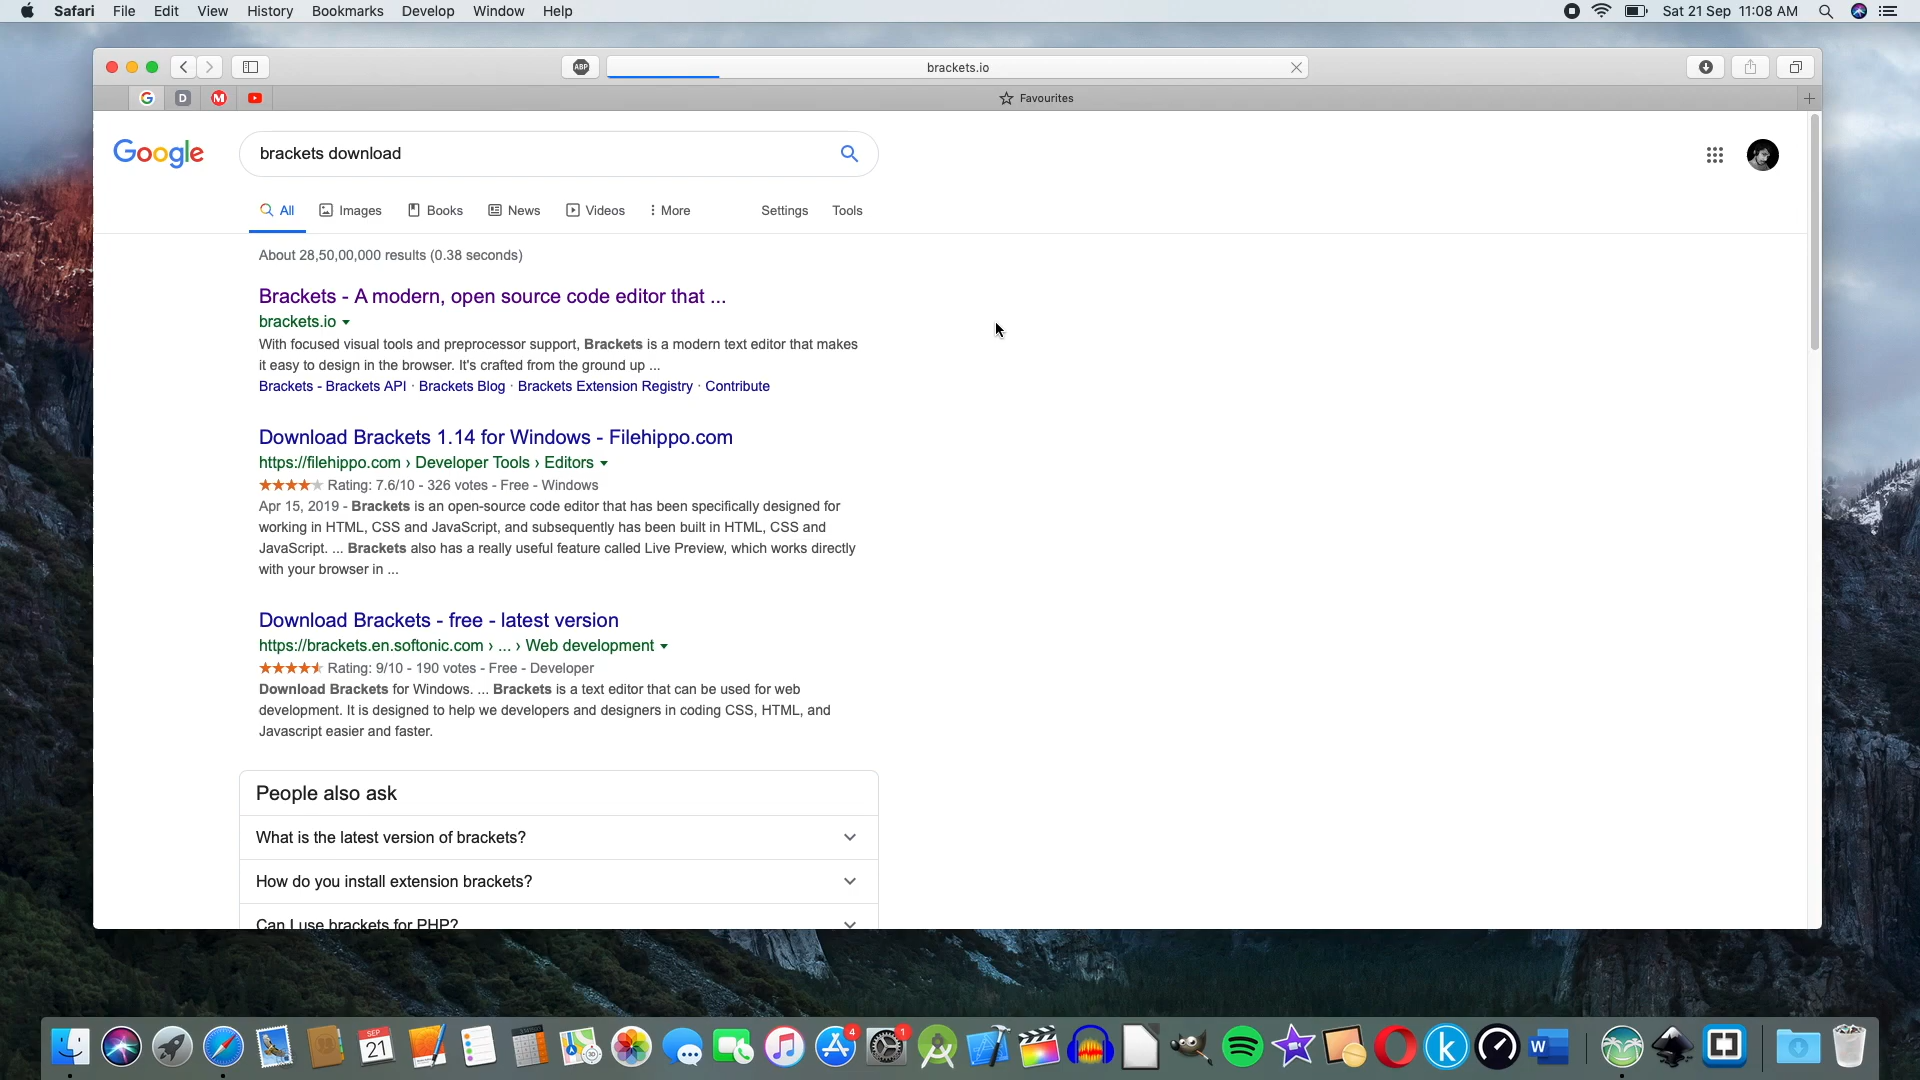 Safari File Edit View History Bookmarks Develop Window Help
Sat 21 Sep 11:08 AM
ABP
brackets.io
D
M
Favourites
Google
brackets download
All Images Books News Videos More Settings Tools
About 28,50,00,000 results (0.38 seconds)
Brackets - A modern, open source code editor that ...
brackets.io
With focused visual tools and preprocessor support, Brackets is a modern text editor that makes
it easy to design in the browser. It's crafted from the ground up ...
Brackets - Brackets API · Brackets Blog · Brackets Extension Registry · Contribute
Download Brackets 1.14 for Windows - Filehippo.com
https://filehippo.com › Developer Tools › Editors
Rating: 7.6/10 - 326 votes - Free - Windows
Apr 15, 2019 - Brackets is an open-source code editor that has been specifically designed for
working in HTML, CSS and JavaScript, and subsequently has been built in HTML, CSS and
JavaScript. ... Brackets also has a really useful feature called Live Preview, which works directly
with your browser in ...
Download Brackets - free - latest version
https://brackets.en.softonic.com › ... › Web development
Rating: 9/10 - 190 votes - Free - Developer
Download Brackets for Windows. ... Brackets is a text editor that can be used for web
development. It is designed to help we developers and designers in coding CSS, HTML, and
Javascript easier and faster.
People also ask
What is the latest version of brackets?
How do you install extension brackets?
Can I use brackets for PHP?
SEP
21
4
1
k
W